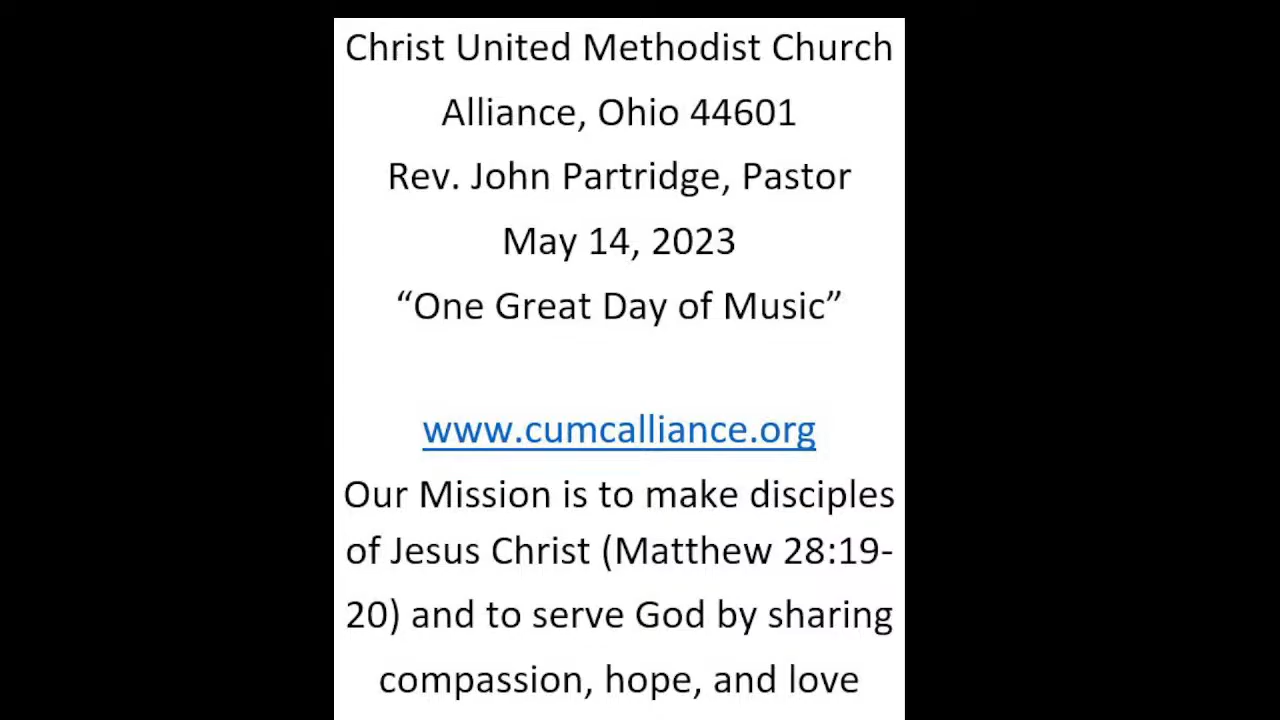 Christ United Methodist Church
Alliance, Ohio 44601
Rev. John Partridge, Pastor
May 14, 2023
“One Great Day of Music”
www.cumcalliance.org
Our Mission is to make disciples
of Jesus Christ (Matthew 28:19-
20) and to serve God by sharing
compassion, hope, and love